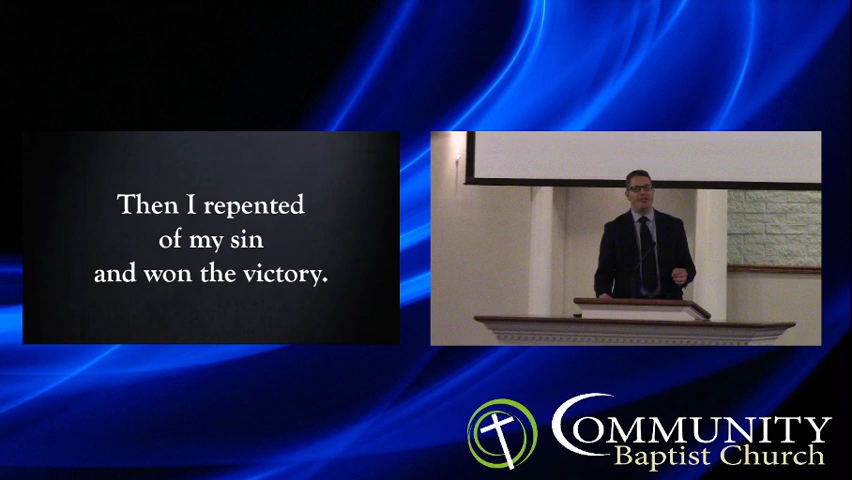 Then I repented
of my sin
and won the victory.
COMMUNITY
Baptist Church